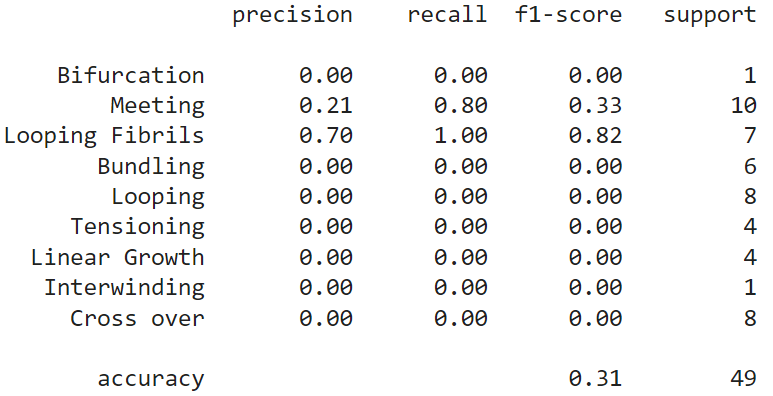 precision recall f1-score support
Bifurcation 0.00 0.00 0.00 1
Meeting 0.21 0.80 0.33 10
Looping Fibrils 0.70 1.00 0.82 7
Bundling 0.00 0.00 0.00 6
Looping 0.00 0.00 0.00 8
Tensioning 0.00 0.00 0.00 4
Linear Growth 0.00 0.00 0.00 4
Interwinding 0.00 0.00 0.00 1
Cross over 0.00 0.00 0.00 8
accuracy 0.31 49